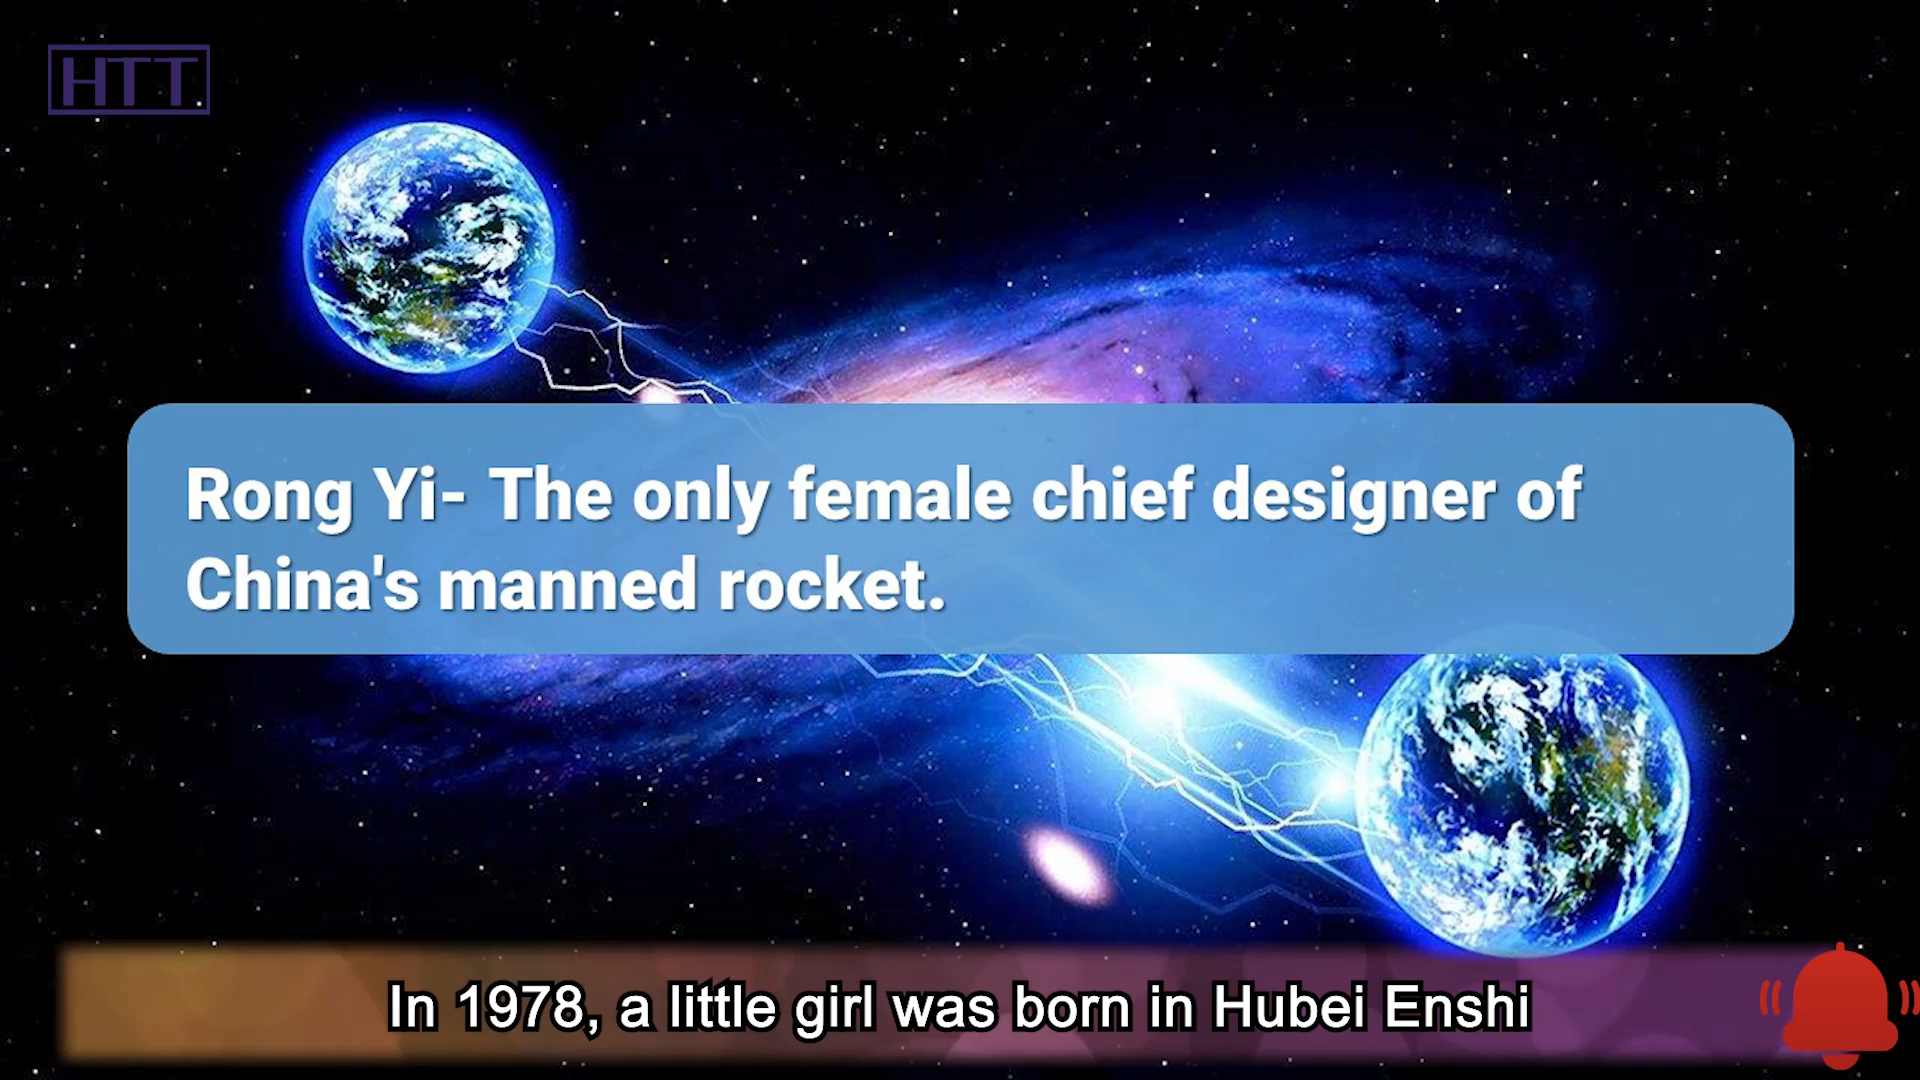 HTT
Rong Yi- The only female chief designer of
China's manned rocket.
In 1978, a little girl was born in Hubei Enshi